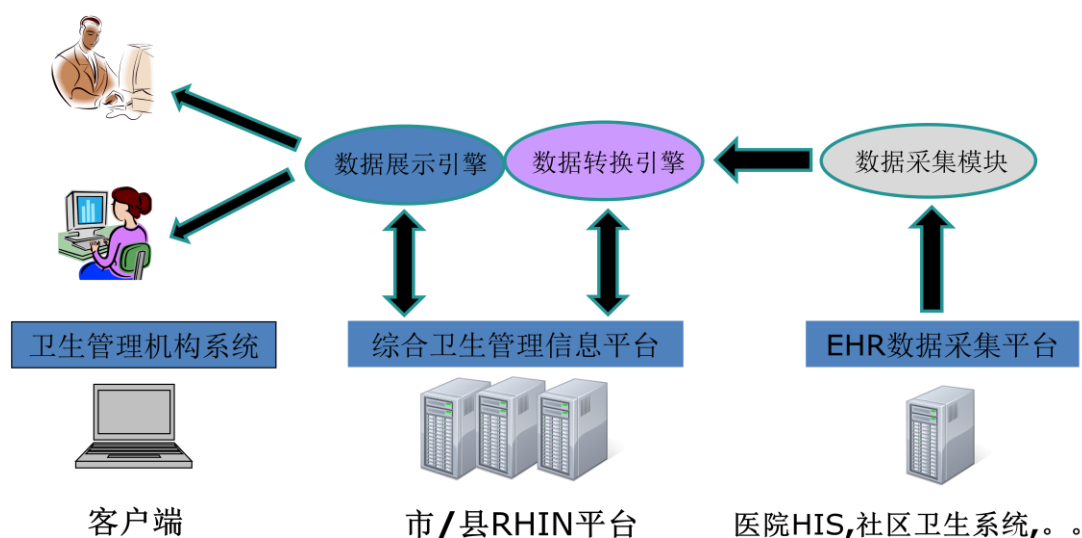 数据展示引擎
数据转换引擎
数据采集模块
卫生管理机构系统
综合卫生管理信息平台
EHR数据采集平台
客户端
市/县RHIN平台
医院HIS,社区卫生系统,。。